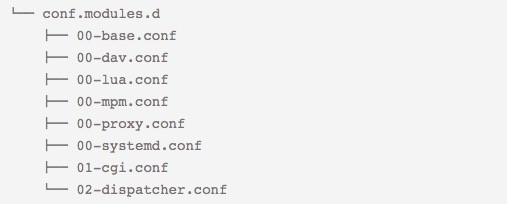 └── conf.modules.d
├── 00-base.conf
├── 00-dav.conf
├── 00-lua.conf
├── 00-mpm.conf
├── 00-proxy.conf
├── 00-systemd.conf
├── 01-cgi.conf
└── 02-dispatcher.conf